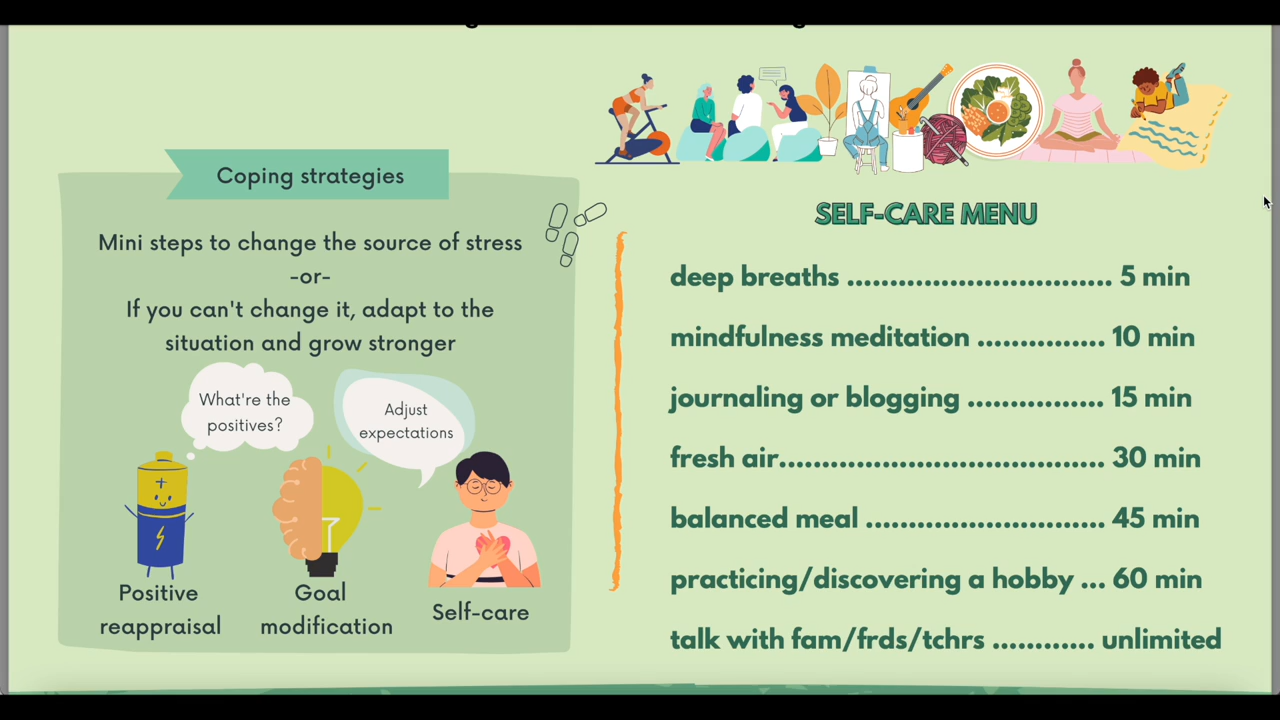 Coping strategies
Mini steps to change the source of stress
-or-
If you can't change it, adapt to the
situation and grow stronger
What're the
positives?
Adjust
expectations
Positive
reappraisal
Goal
modification
Self-care
SELF-CARE MENU
deep breaths ............................... 5 min
mindfulness meditation ............... 10 min
journaling or blogging ................ 15 min
fresh air...................................... 30 min
balanced meal ............................ 45 min
practicing/discovering a hobby ... 60 min
talk with fam/frds/tchrs ............ unlimited